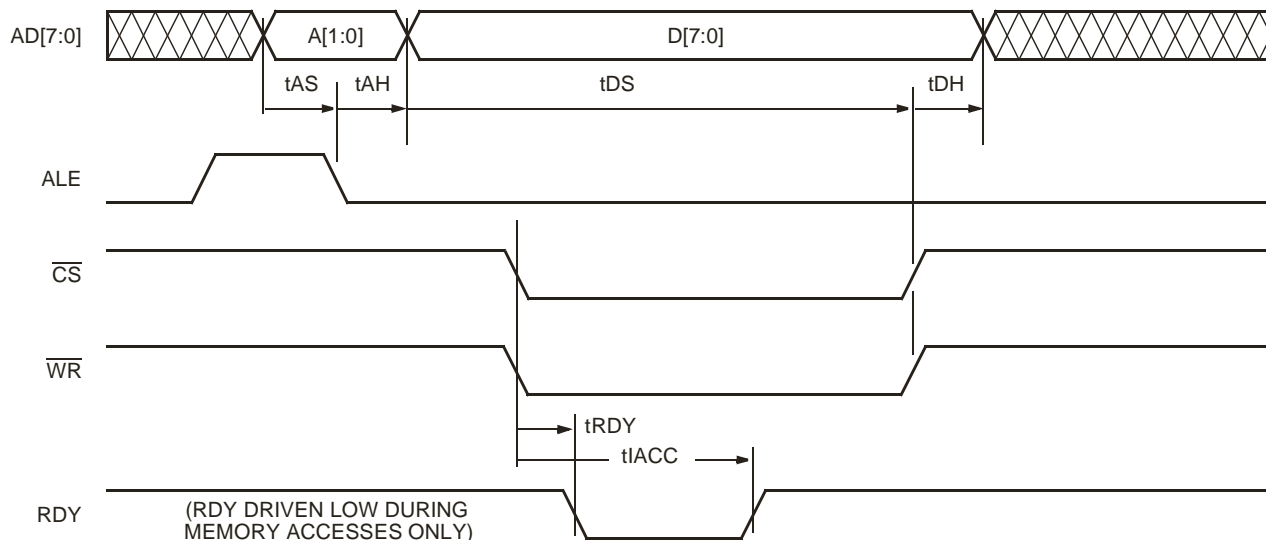 AD[7:0]
A[1:0]
D[7:0]
tAS
tAH
tDS
tDH
ALE
CS
WR
tRDY
tIACC
RDY
(RDY DRIVEN LOW DURING
MEMORY ACCESSES ONLY)